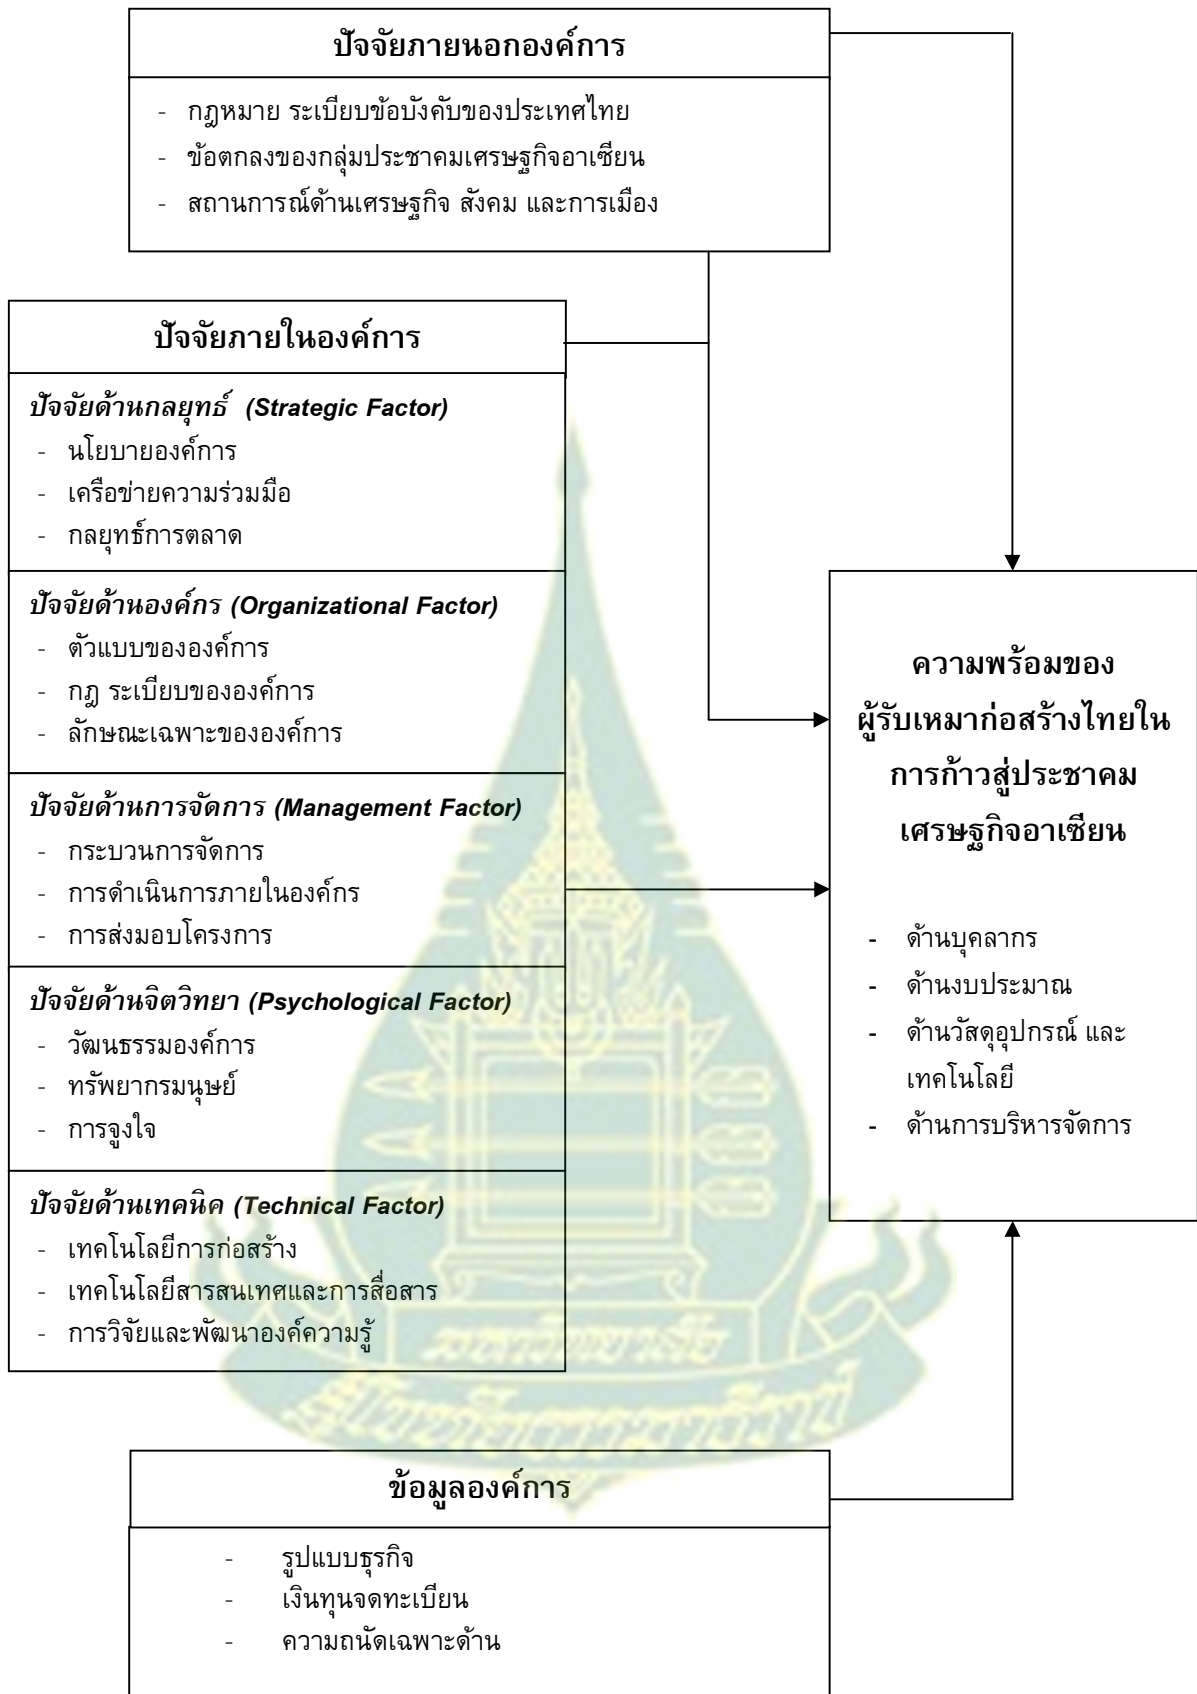 ปัจจัยภายนอกองค์การ
- กฎหมาย ระเบียบข้อบังคับของประเทศไทย
- ข้อตกลงของกลุ่มประชาคมเศรษฐกิจอาเซียน
- สถานการณ์ด้านเศรษฐกิจ สังคม และการเมือง
ปัจจัยภายในองค์การ
ปัจจัยด้านกลยุทธ์ (Strategic Factor)
- นโยบายองค์การ
- เครือข่ายความร่วมมือ
- กลยุทธ์การตลาด
ปัจจัยด้านองค์กร (Organizational Factor)
- ตัวแบบขององค์การ
- กฎ ระเบียบขององค์การ
- ลักษณะเฉพาะขององค์การ
ปัจจัยด้านการจัดการ (Management Factor)
- กระบวนการจัดการ
- การดำเนินการภายในองค์กร
- การส่งมอบโครงการ
ปัจจัยด้านจิตวิทยา (Psychological Factor)
- วัฒนธรรมองค์การ
- ทรัพยากรมนุษย์
- การจูงใจ
ปัจจัยด้านเทคนิค (Technical Factor)
- เทคโนโลยีการก่อสร้าง
- เทคโนโลยีสารสนเทศและการสื่อสาร
- การวิจัยและพัฒนาองค์ความรู้
ความพร้อมของ
ผู้รับเหมาก่อสร้างไทยใน
การก้าวสู่ประชาคม
เศรษฐกิจอาเซียน
- ด้านบุคลากร
- ด้านงบประมาณ
- ด้านวัสดุอุปกรณ์ และ
เทคโนโลยี
- ด้านการบริหารจัดการ
มหาวิทยาลัย
สุโขทัยธรรมาธิราช
ข้อมูลองค์การ
- รูปแบบธุรกิจ
- เงินทุนจดทะเบียน
- ความถนัดเฉพาะด้าน